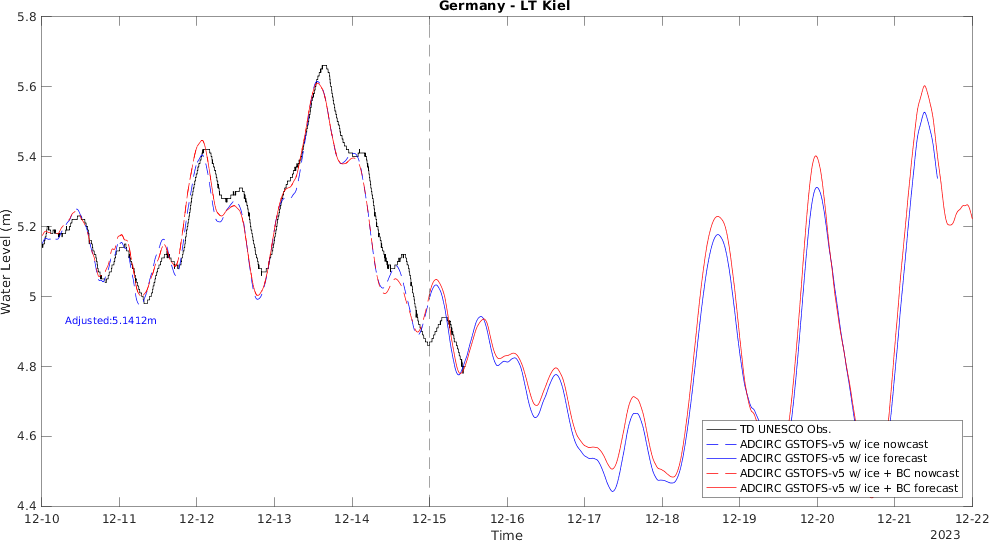 Germany - LT Kiel
5.8
5.6
5.4
5.2
5
4.8
4.6
4.4
Water Level (m)
Adjusted:5.1412m
TD UNESCO Obs.
ADCIRC GSTOFS-v5 w/ ice nowcast
ADCIRC GSTOFS-v5 w/ ice forecast
ADCIRC GSTOFS-v5 w/ ice + BC nowcast
ADCIRC GSTOFS-v5 w/ ice + BC forecast
12-10 12-11 12-12 12-13 12-14 12-15 12-16 12-17 12-18 12-19 12-20 12-21 12-22
Time
2023